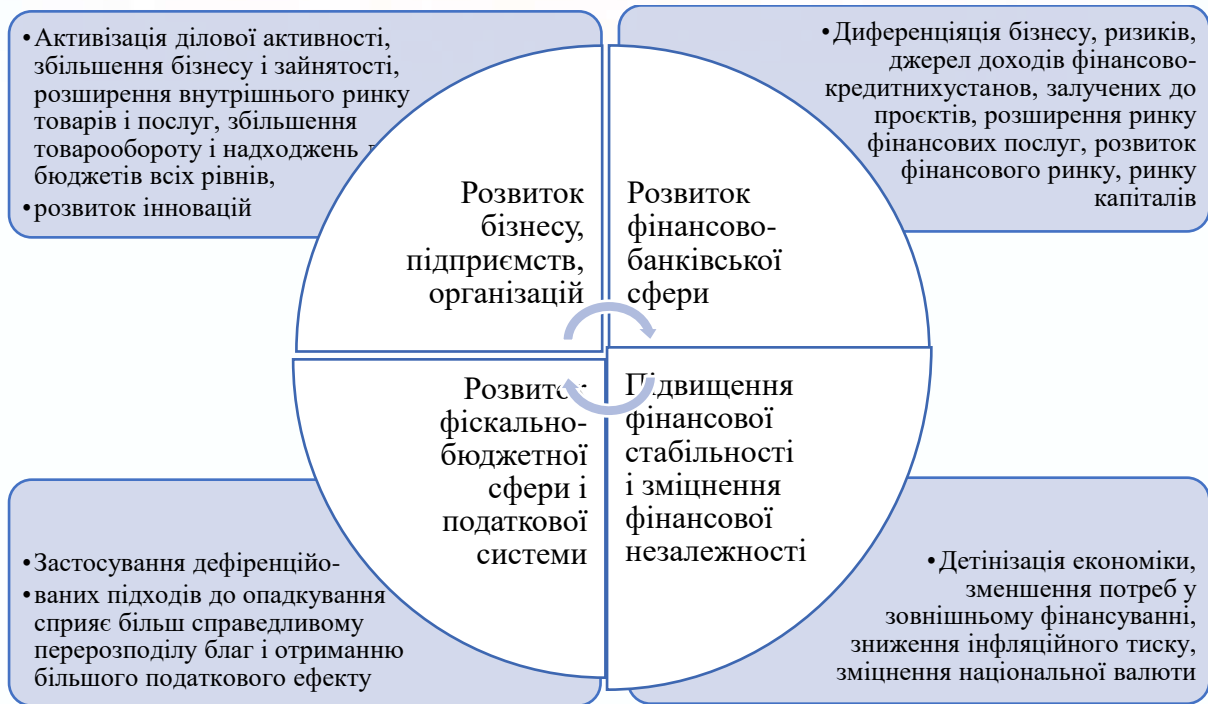 •Активізація ділової активності,
збільшення бізнесу і зайнятості,
розширення внутрішнього ринку
товарів і послуг, збільшення
товарообороту і надходжень
бюджетів всіх рівнів,
•розвиток інновацій
•Диференціяція бізнесу, ризиків,
джерел доходів фінансово-
кредитнихустанов, залучених до
проєктів, розширення ринку
фінансових послуг, розвиток
фінансового ринку, ринку
капіталів
Розвиток
бізнесу,
підприємств,
організацій
Розвиток
фінансово-
банківської
сфери
Розвиток
фіскально-
бюджетної
сфери і
податкової
системи
Підвищення
фінансової
стабільності
і зміцнення
фінансової
незалежності
•Застосування дефіренційо-
•ваних підходів до опадкування
сприяє більш справедливому
перерозподілу благ і отриманню
більшого податкового ефекту
•Детінізація економіки,
зменшення потреб у
зовнішньому фінансуванні,
зниження інфляційного тиску,
зміцнення національної валюти